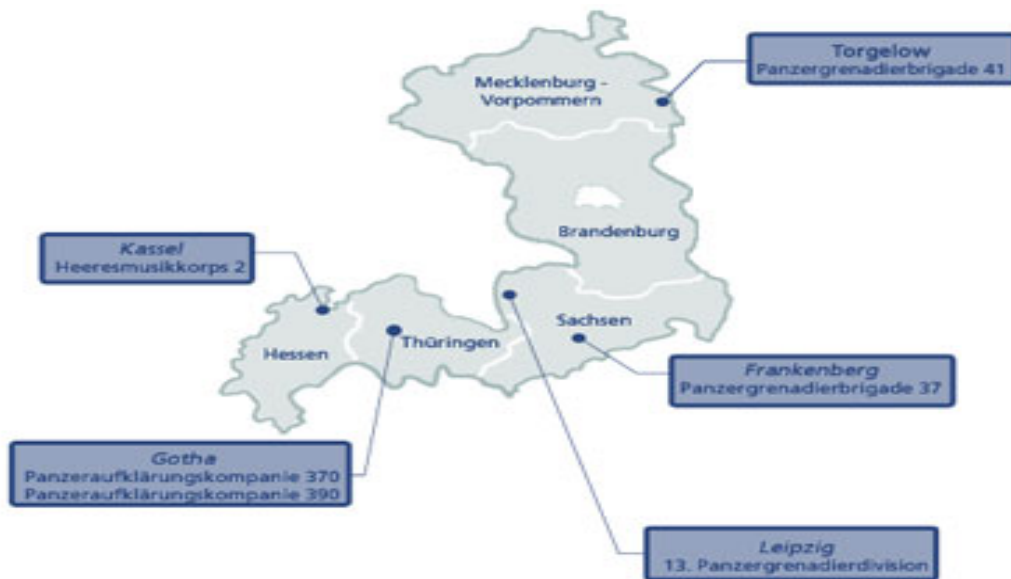 Torgelow
Panzergrenadierbrigade 41
Mecklenburg -
Vorpommern
Brandenburg
Kassel
Heeresmusikkorps 2
Sachsen
Thüringen
Hessen
Frankenberg
Panzergrenadierbrigade 37
Gotha
Panzeraufklärungskompanie 370
Panzeraufklärungskompanie 390
Leipzig
13. Panzergrenadierdivision